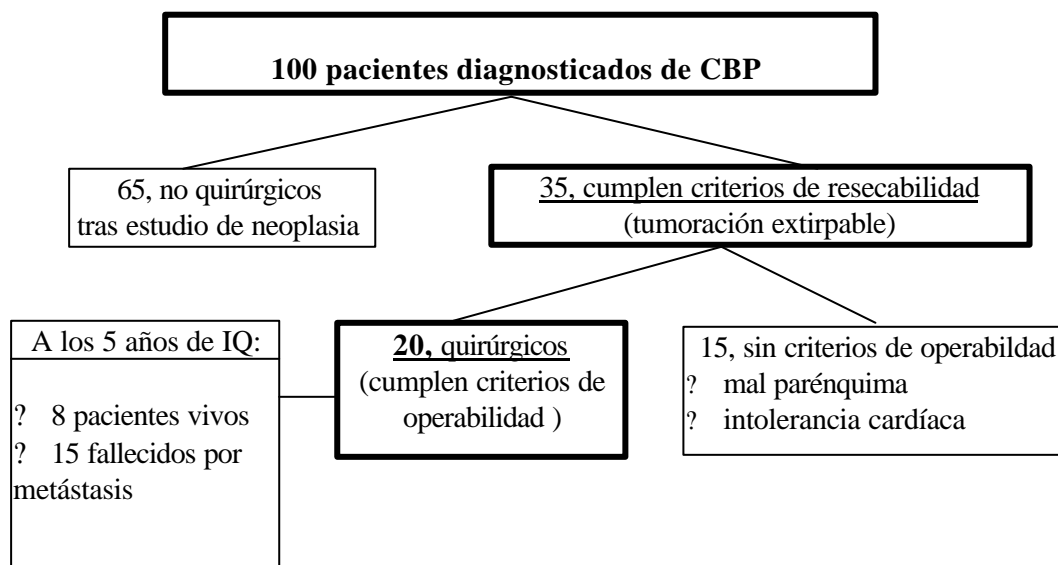 100 pacientes diagnosticados de CBP
65, no quirúrgicos
tras estudio de neoplasia
35, cumplen criterios de resecabilidad
(tumoración extirpable)
A los 5 años de IQ:
? 8 pacientes vivos
? 15 fallecidos por
metástasis
20, quirúrgicos
(cumplen criterios de
operabilidad )
15, sin criterios de operabildad
? mal parénquima
? intolerancia cardíaca